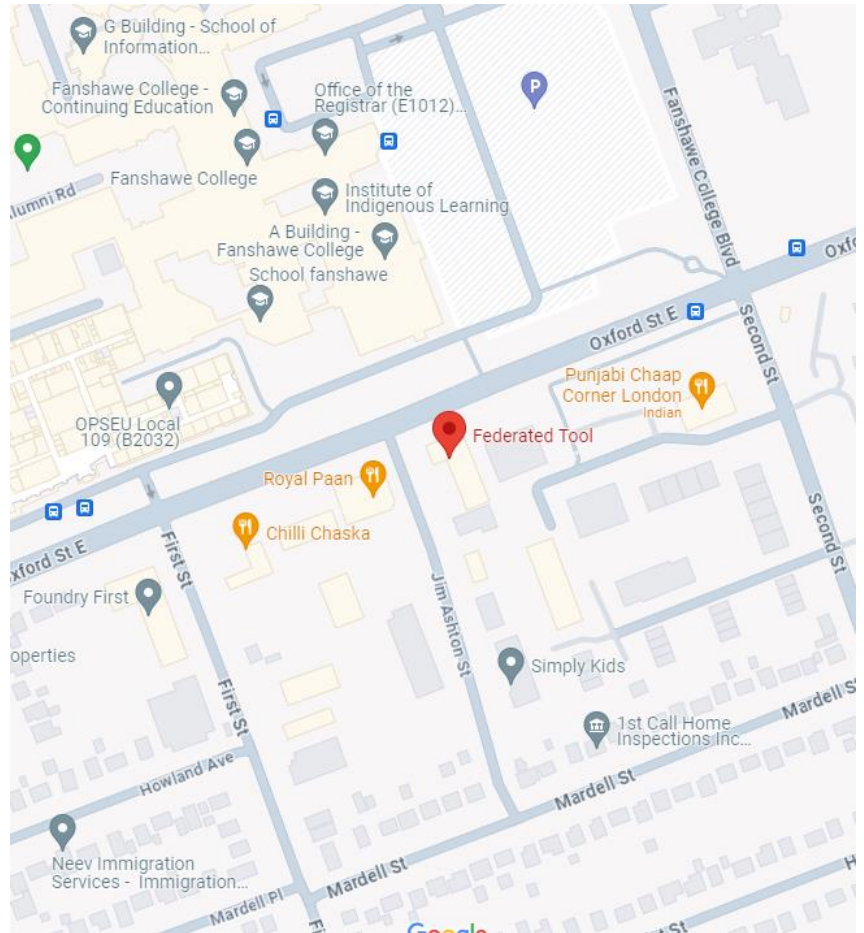 G Building - School of
Information...
Fanshawe College -
Continuing Education
Office of the
Registrar (E1012)...
P
Fanshawe College Blvd
Fanshawe College
Alumni Rd
Institute of
Indigenous Learning
A Building -
Fanshawe College
School fanshawe
Oxfo
Oxford St E
Second St
Punjabi Chaap
Corner London
Indian
OPSEU Local
109 (B2032)
Federated Tool
Royal Paan
Chilli Chaska
First St
Oxford St E
Second St
Foundry First
Jim Ashton St
operties
Simply Kids
First St
Mardell St
1st Call Home
Inspections Inc...
Howland Ave
Mardell St
Neev Immigration
Services - Immigration...
Mardell St
Mardell Pl
Fi
Google
St
H